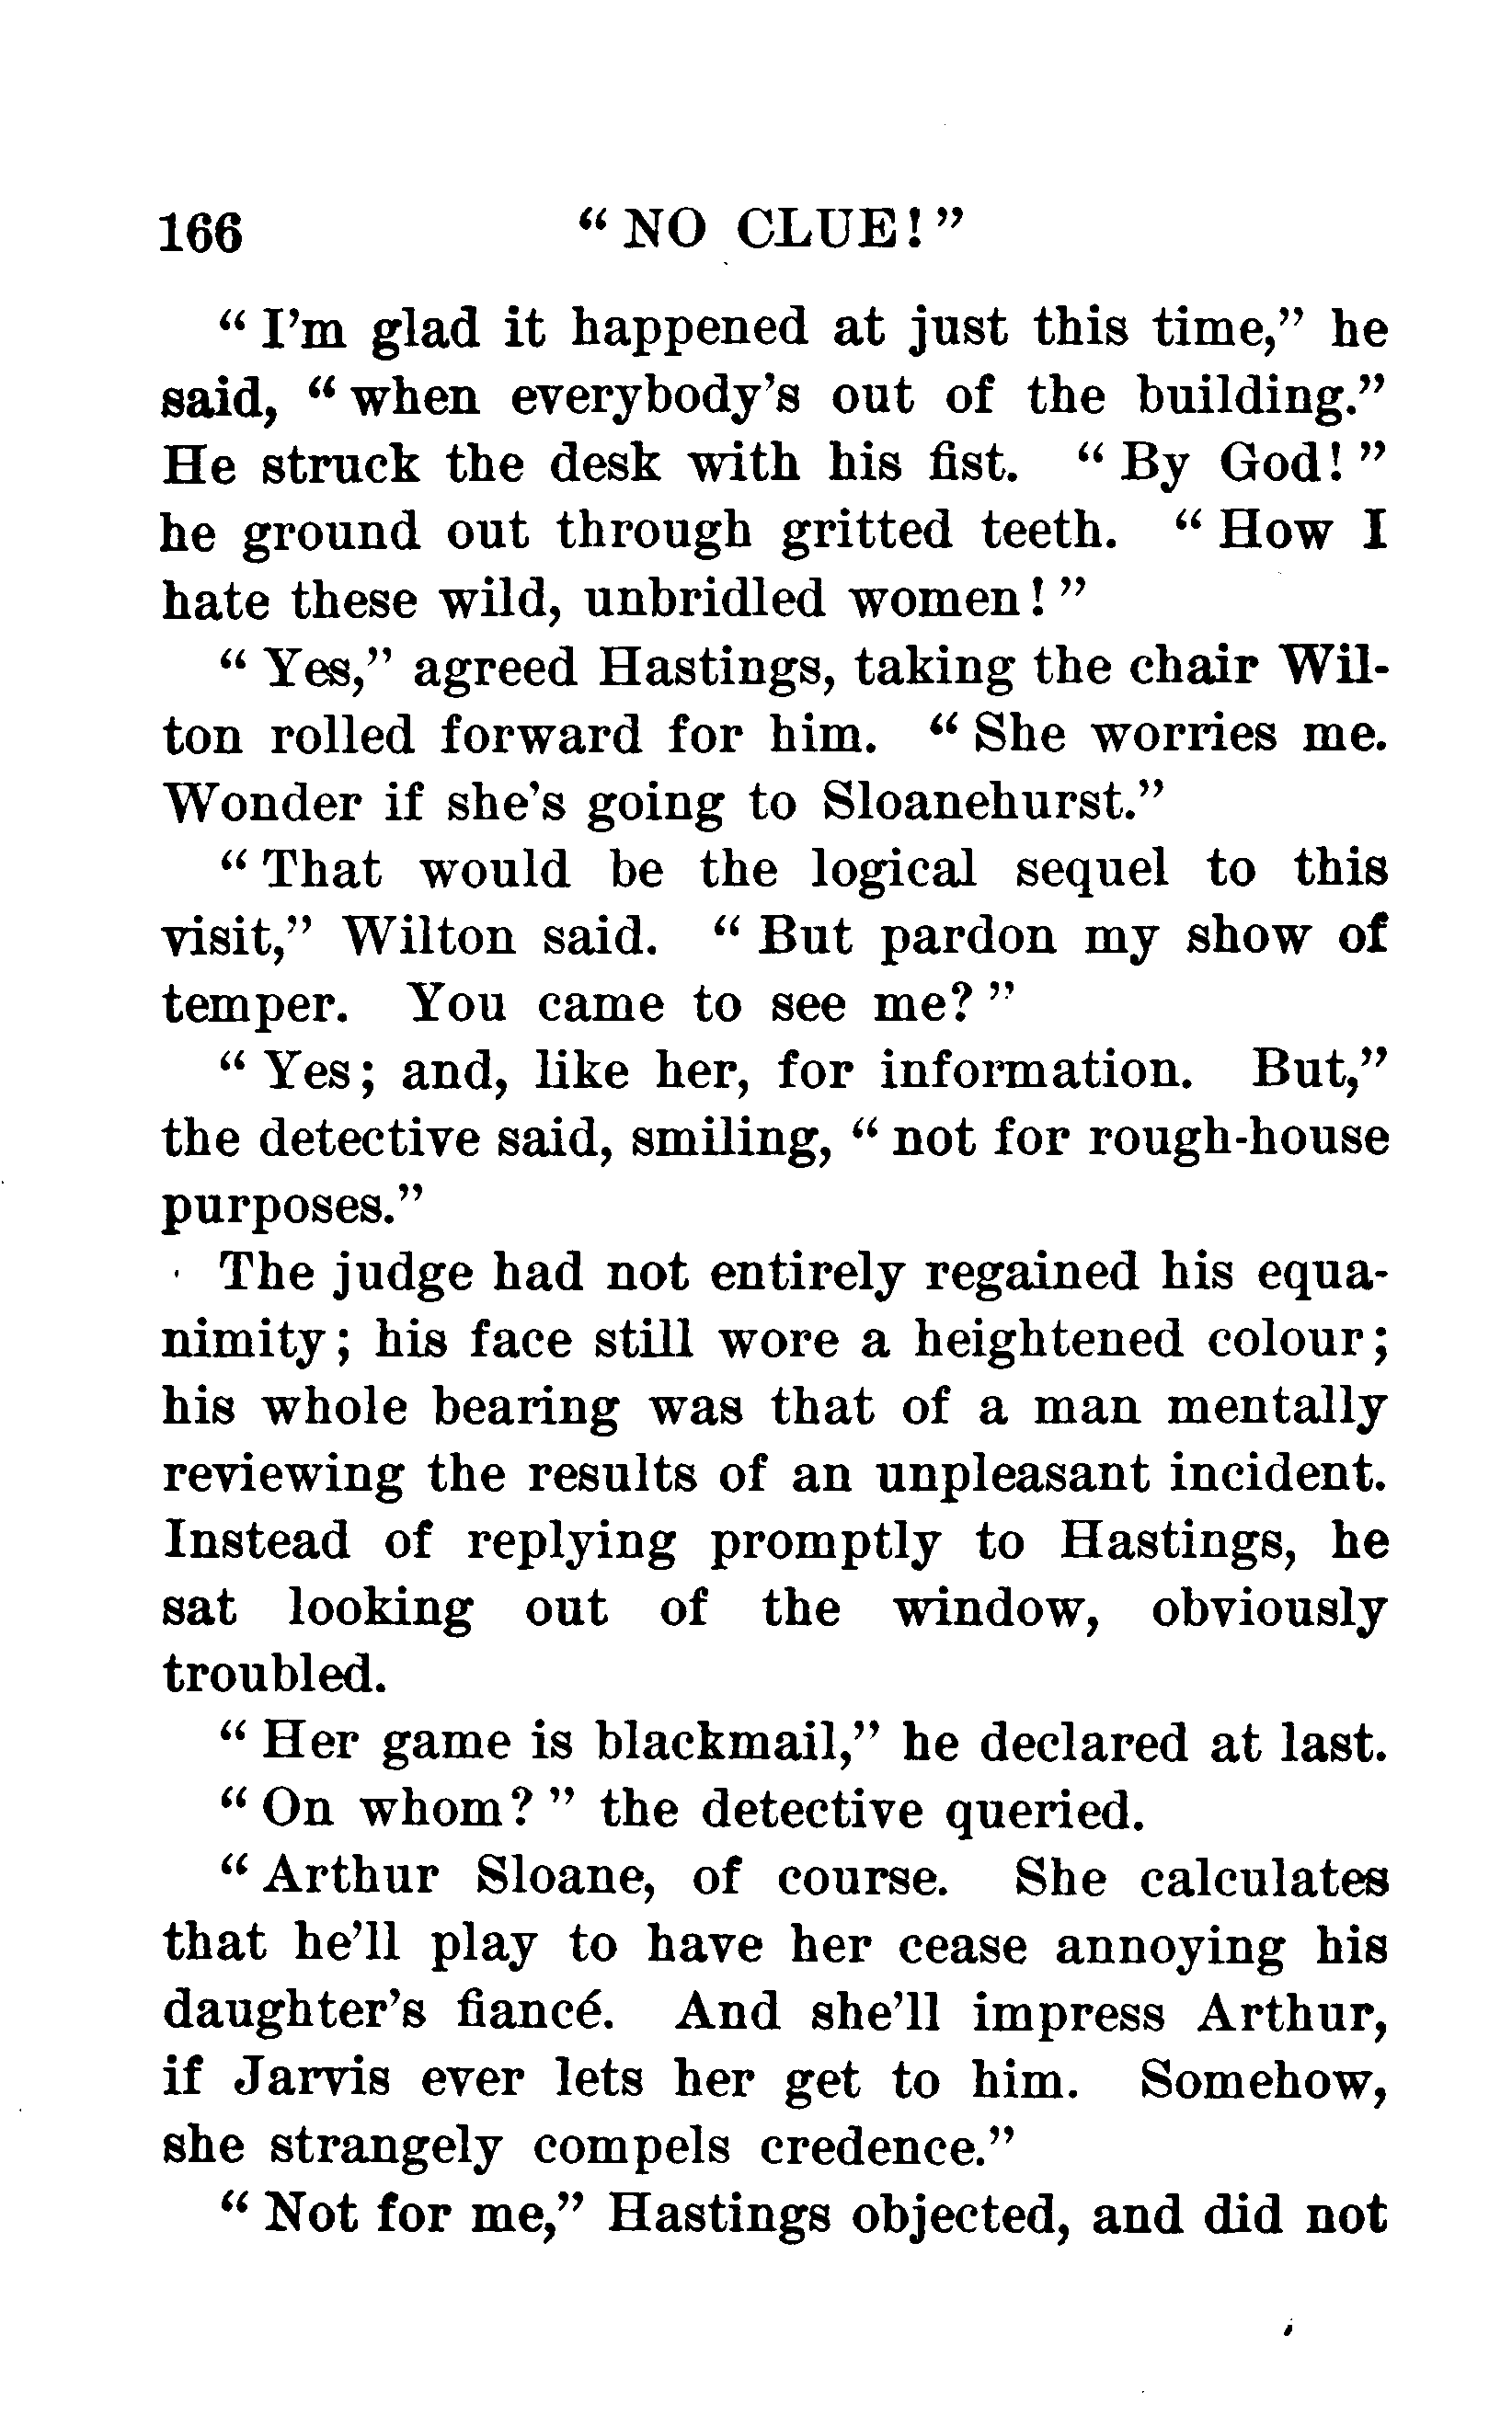 166 “ NO CLUE! ”
“ I’m glad it happened at just this time,” he
said, “ when everybody’s out of the building.”
He struck the desk with his fist. “ By God! ”
he ground out through gritted teeth. “ How I
hate these wild, unbridled women! ”
“ Yes,” agreed Hastings, taking the chair Wil-
ton rolled forward for him. “ She worries me.
Wonder if she’s going to Sloanehurst.”
“ That would be the logical sequel to this
visit,” Wilton said. “ But pardon my show of
temper. You came to see me? ”
“ Yes; and, like her, for information. But,”
the detective said, smiling, “ not for rough-house
purposes.”
The judge had not entirely regained his equa-
nimity; his face still wore a heightened colour;
his whole bearing was that of a man mentally
reviewing the results of an unpleasant incident.
Instead of replying promptly to Hastings, he
sat looking out of the window, obviously
troubled.
“ Her game is blackmail,” he declared at last.
“ On whom? ” the detective queried.
“ Arthur Sloane, of course. She calculates
that he’ll play to have her cease annoying his
daughter’s fiancé. And she’ll impress Arthur,
if Jarvis ever lets her get to him. Somehow,
she strangely compels credence.”
“ Not for me,” Hastings objected, and did not